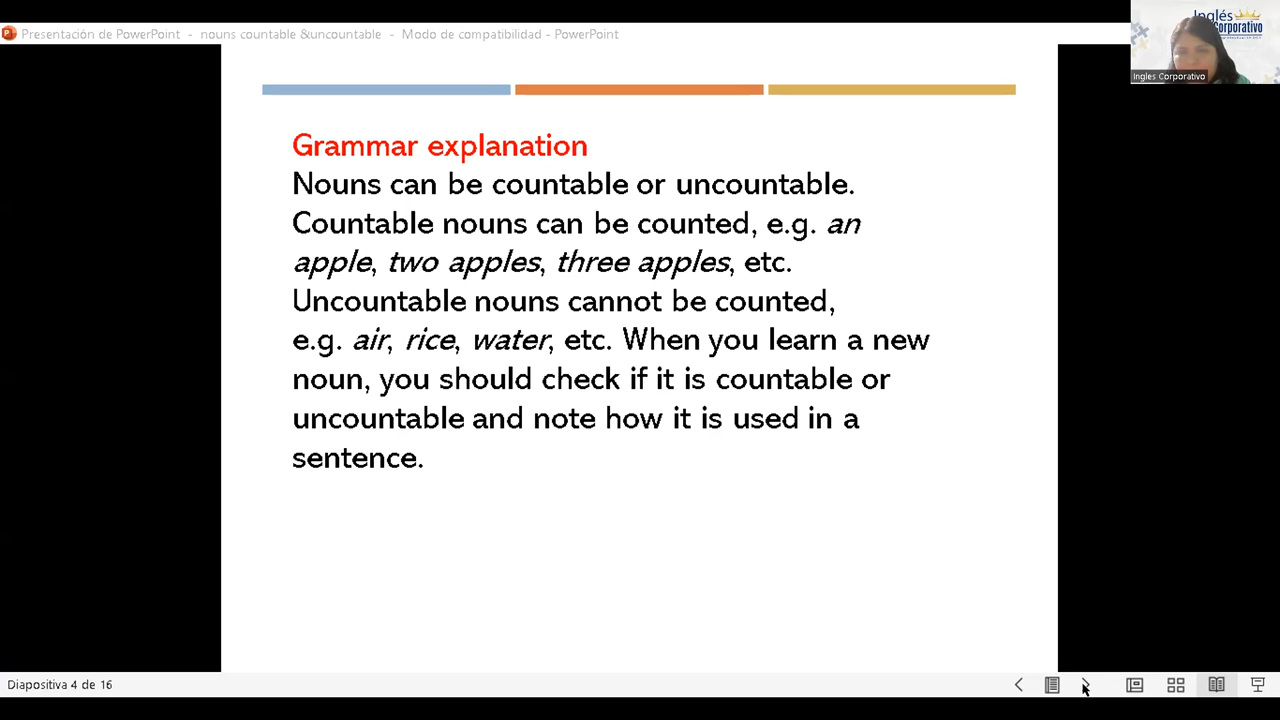 Presentación de PowerPoint - nouns countable &uncountable - Modo de compatibilidad - PowerPoint
Inglés
Corporativo
Ingles Corporativo
Grammar explanation
Nouns can be countable or uncountable.
Countable nouns can be counted, e.g. an
apple, two apples, three apples, etc.
Uncountable nouns cannot be counted,
e.g. air, rice, water, etc. When you learn a new
noun, you should check if it is countable or
uncountable and note how it is used in a
sentence.
Diapositiva 4 de 16